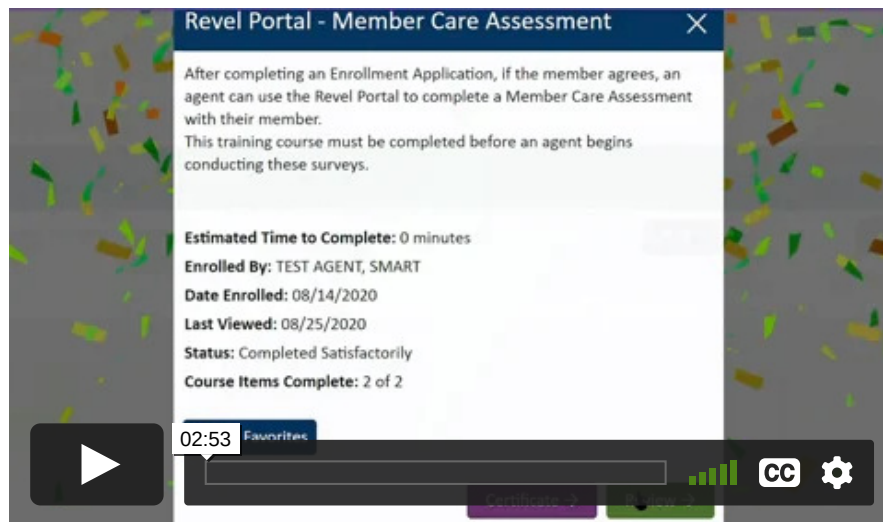 Revel Portal - Member Care Assessment
After completing an Enrollment Application, if the member agrees, an
agent can use the Revel Portal to complete a Member Care Assessment
with their member.
This training course must be completed before an agent begins
conducting these surveys.
Estimated Time to Complete: 0 minutes
Enrolled By: TEST AGENT, SMART
Date Enrolled: 08/14/2020
Last Viewed: 08/25/2020
Status: Completed Satisfactorily
Course Items Complete: 2 of 2
Favorites
02:53
CC
Certificate